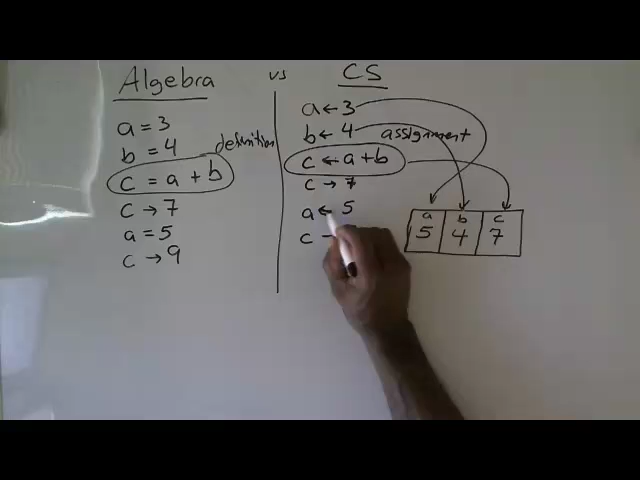 Algebra vs CS
a = 3
b = 4
definition
c = a + b
c → 7
a = 5
c → 9
a ← 3
b ← 4 assignment
c ← a + b
c → 7
a ← 5
c -
a b c
5 4 7